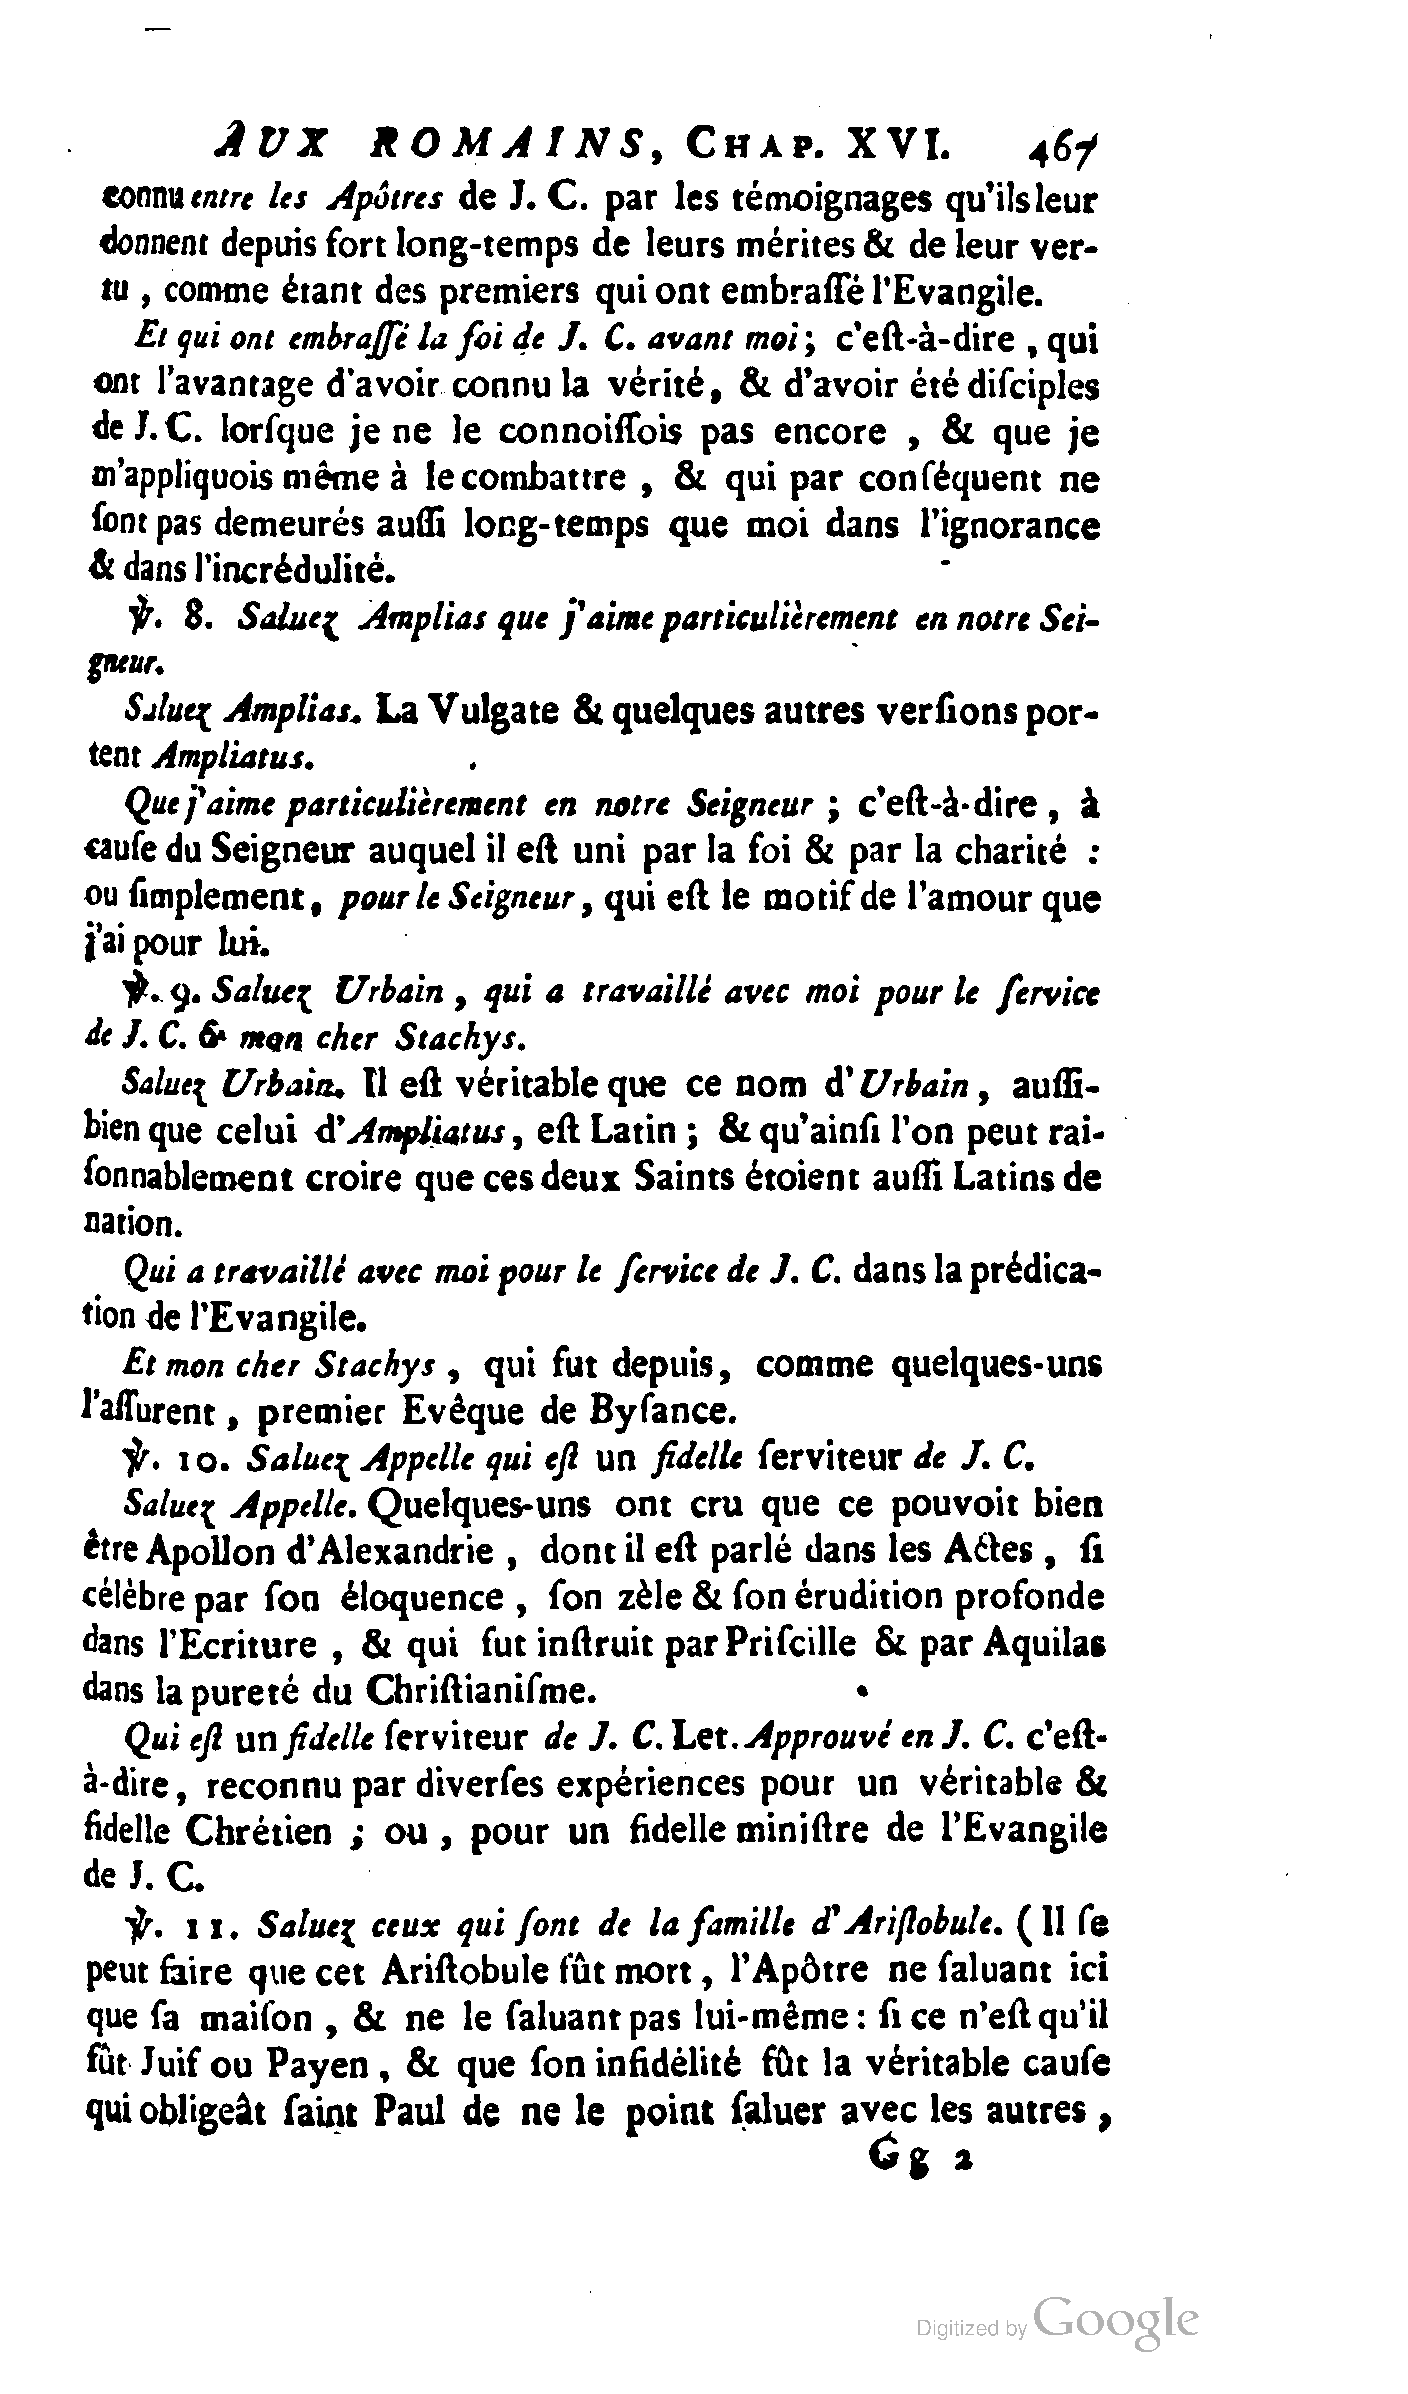 AUX ROMAINS, CHAP. XVI. 467
connu entre les Apôtres de J. C. par les témoignages qu'ils leur
donnent depuis fort long-temps de leurs mérites & de leur ver-
tu , comme étant des premiers qui ont embraſſé l'Evangile.
Et qui ont embraſſé la foi de J. C. avant moi ; c'eſt-à-dire , qui
ont l'avantage d'avoir connu la vérité, & d'avoir été diſciples
de J. C. lorſque je ne le connoiſſois pas encore , & que je
m'appliquois même à le combattre , & qui par conſéquent ne
ſont pas demeurés auſſi long-temps que moi dans l'ignorance
& dans l'incrédulité.
℣. 8. Saluez Amplias que j'aime particulièrement en notre Sei-
gneur.
Saluez Amplias. La Vulgate & quelques autres verſions por-
tent Ampliatus.
Que j'aime particulièrement en notre Seigneur ; c'eſt-à-dire , à
cauſe du Seigneur auquel il eſt uni par la foi & par la charité :
ou ſimplement, pour le Seigneur, qui eſt le motif de l'amour que
j'ai pour lui.
℣. 9. Saluez Urbain , qui a travaillé avec moi pour le ſervice
de J. C. & mon cher Stachys.
Saluez Urbain. Il eſt véritable que ce nom d'Urbain , auſſi-
bien que celui d'Ampliatus, eſt Latin ; & qu'ainſi l'on peut rai-
ſonnablement croire que ces deux Saints étoient auſſi Latins de
nation.
Qui a travaillé avec moi pour le ſervice de J. C. dans la prédica-
tion de l'Evangile.
Et mon cher Stachys , qui fut depuis, comme quelques-uns
l'aſſurent , premier Evêque de Byſance.
℣. 10. Saluez Appelle qui eſt un fidelle ſerviteur de J. C.
Saluez Appelle. Quelques-uns ont cru que ce pouvoit bien
être Apollon d'Alexandrie , dont il eſt parlé dans les Actes , ſi
célèbre par ſon éloquence , ſon zèle & ſon érudition profonde
dans l'Ecriture , & qui fut inſtruit par Priſcille & par Aquilas
dans la pureté du Chriſtianiſme.
Qui eſt un fidelle ſerviteur de J. C. Let. Approuvé en J. C. c'eſt-
à-dire, reconnu par diverſes expériences pour un véritable &
fidelle Chrétien ; ou , pour un fidelle miniſtre de l'Evangile
de J. C.
℣. 11. Saluez ceux qui ſont de la famille d'Ariſtobule. ( Il ſe
peut faire que cet Ariſtobule fût mort , l'Apôtre ne ſaluant ici
que ſa maiſon , & ne le ſaluant pas lui-même : ſi ce n'eſt qu'il
fût Juif ou Payen , & que ſon infidélité fût la véritable cauſe
qui obligeât ſaint Paul de ne le point ſaluer avec les autres ,
Gg 2
Digitized by Google